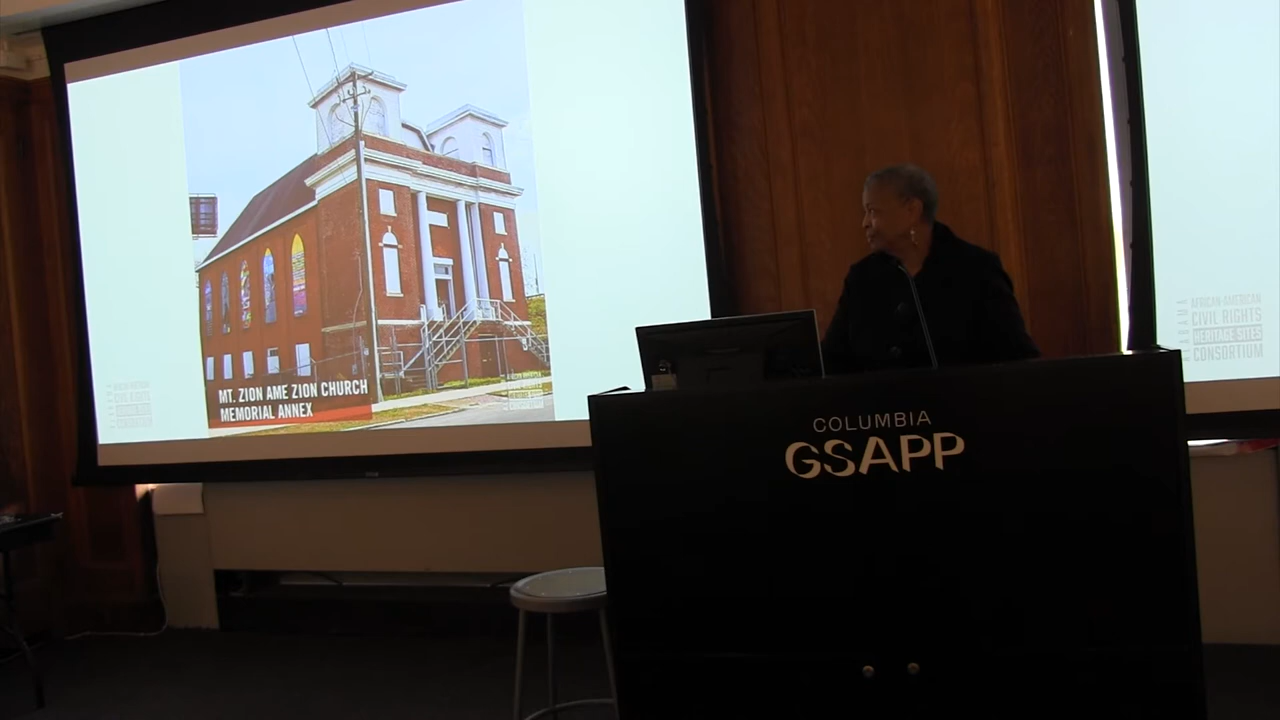 MT. ZION AME ZION CHURCH
MEMORIAL ANNEX
COLUMBIA
GSAPP
AFRICAN-AMERICAN
CIVIL RIGHTS
HERITAGE SITES
CONSORTIUM